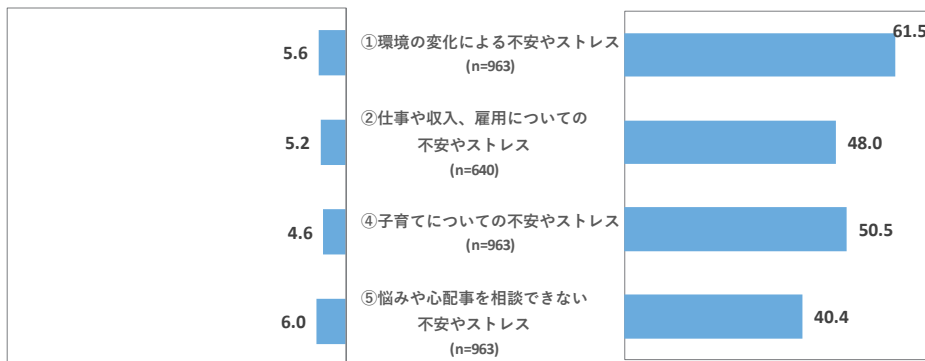 61.5
5.6
①環境の変化による不安やストレス
(n=963)
②仕事や収入、雇用についての
5.2
不安やストレス
48.0
(n=640)
④子育てについての不安やストレス
4.6
50.5
(n=963)
⑤悩みや心配事を相談できない
6.0
不安やストレス
40.4
(n=963)